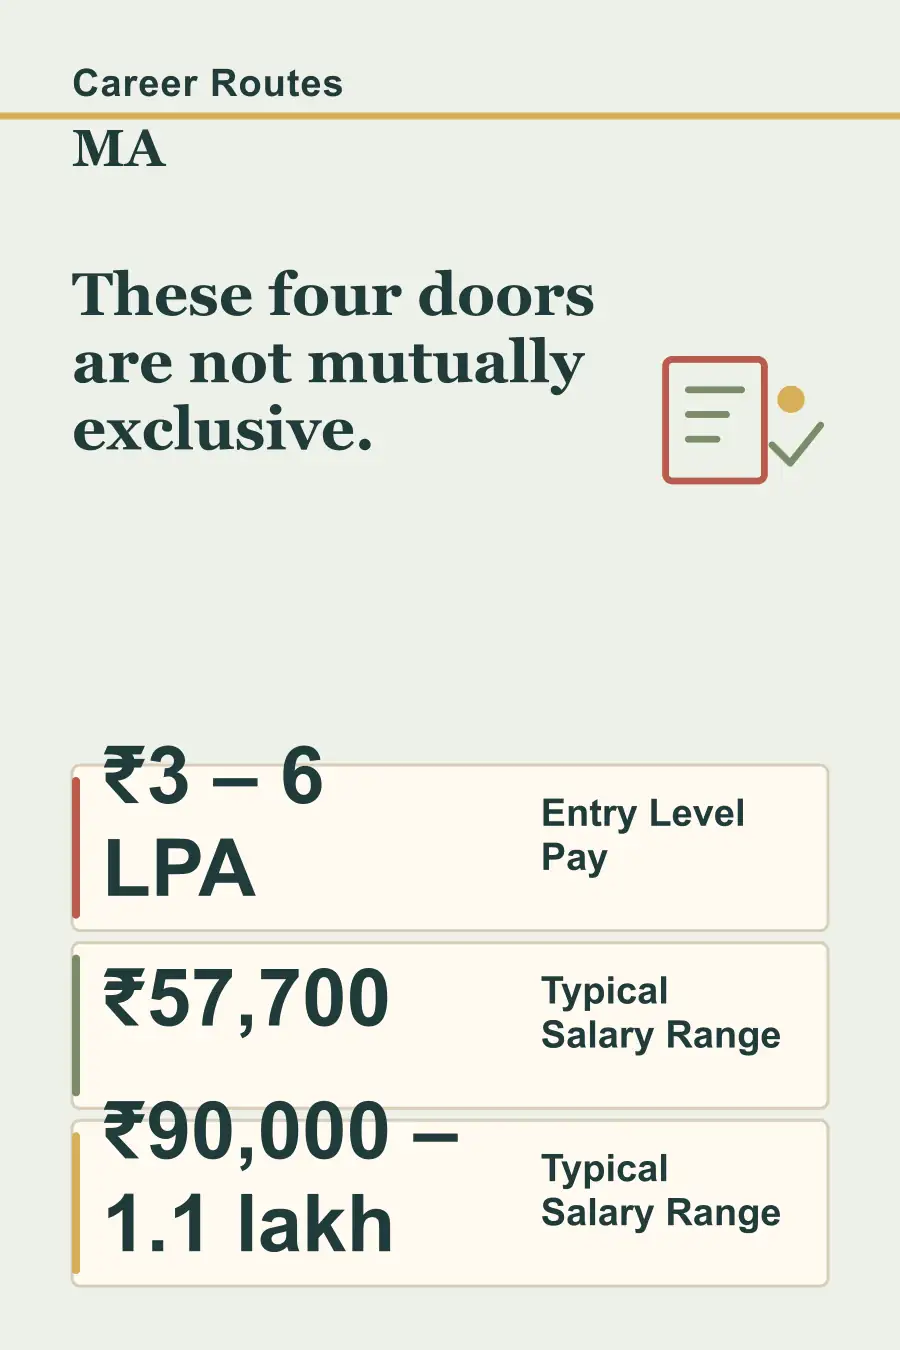 Career Routes
MA
These four doors
are not mutually
exclusive.
₹3 – 6
LPA
Entry Level
Pay
₹57,700
Typical
Salary Range
₹90,000 –
1.1 lakh
Typical
Salary Range